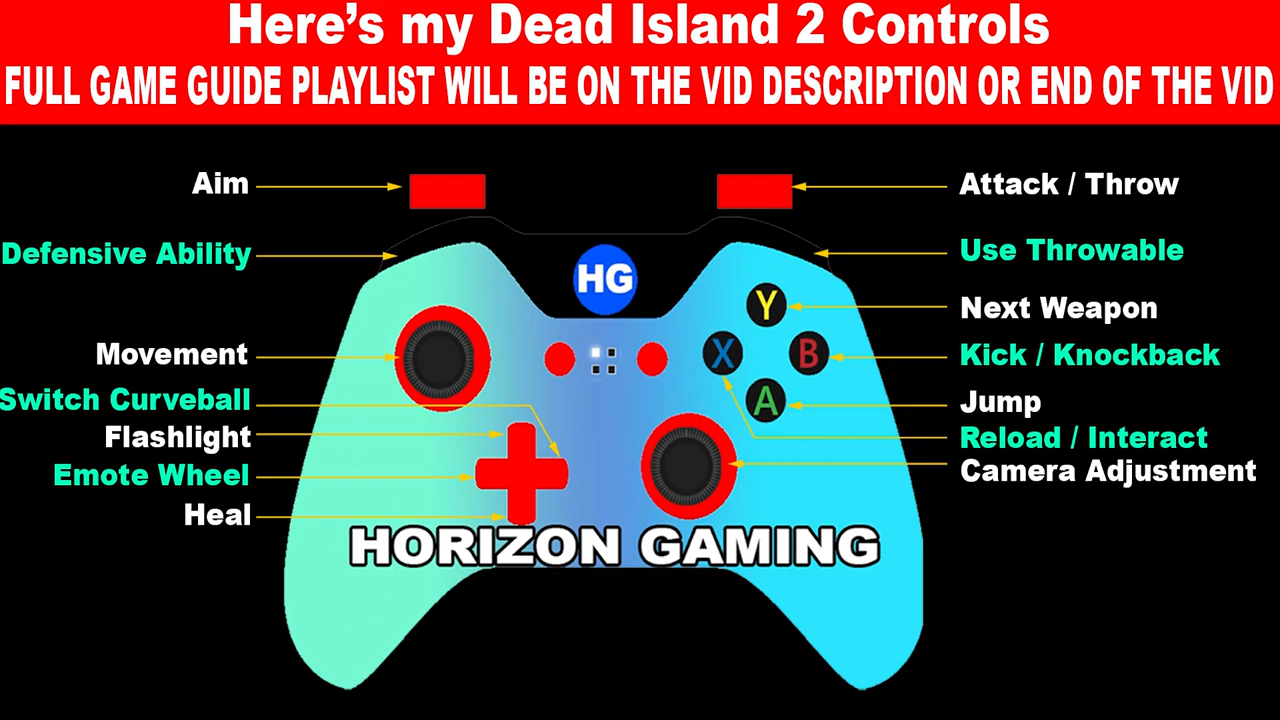 Here's my Dead Island 2 Controls
FULL GAME GUIDE PLAYLIST WILL BE ON THE VID DESCRIPTION OR END OF THE VID
Aim
Attack / Throw
Defensive Ability
Use Throwable
HG
Y
Next Weapon
Movement
X
B
Kick / Knockback
Switch Curveball
A
Jump
Flashlight
Reload / Interact
Emote Wheel
Camera Adjustment
Heal
HORIZON GAMING